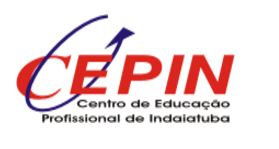 CEPIN
Centro de Educação
Profissional de Indaiatuba